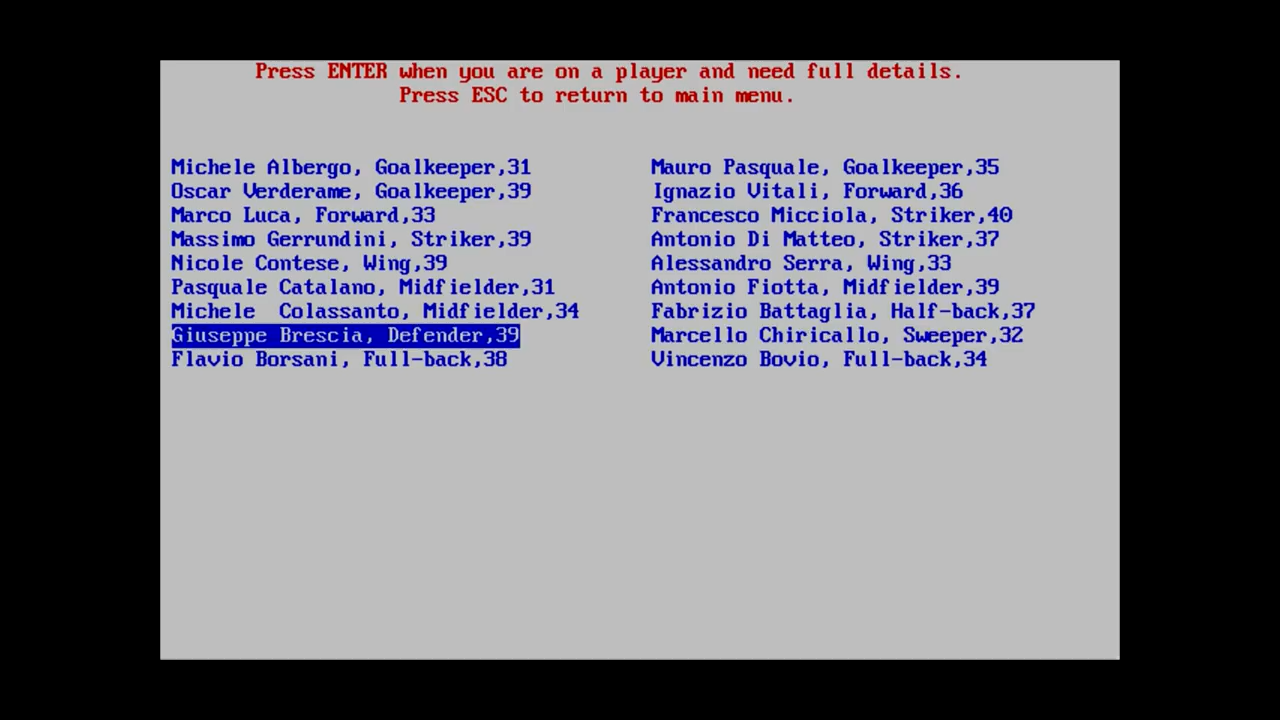 Press ENTER when you are on a player and need full details.
Press ESC to return to main menu.
Michele Albergo, Goalkeeper,31
Mauro Pasquale, Goalkeeper,35
Oscar Verderame, Goalkeeper,39
Ignazio Vitali, Forward,36
Marco Luca, Forward,33
Francesco Micciola, Striker,40
Massimo Gerrundini, Striker,39
Antonio Di Matteo, Striker,37
Nicole Contese, Wing,39
Alessandro Serra, Wing,33
Pasquale Catalano, Midfielder,31
Antonio Fiotta, Midfielder,39
Michele  Colassanto, Midfielder,34
Fabrizio Battaglia, Half-back,37
Giuseppe Brescia, Defender,39
Marcello Chiricallo, Sweeper,32
Flavio Borsani, Full-back,38
Vincenzo Bovio, Full-back,34